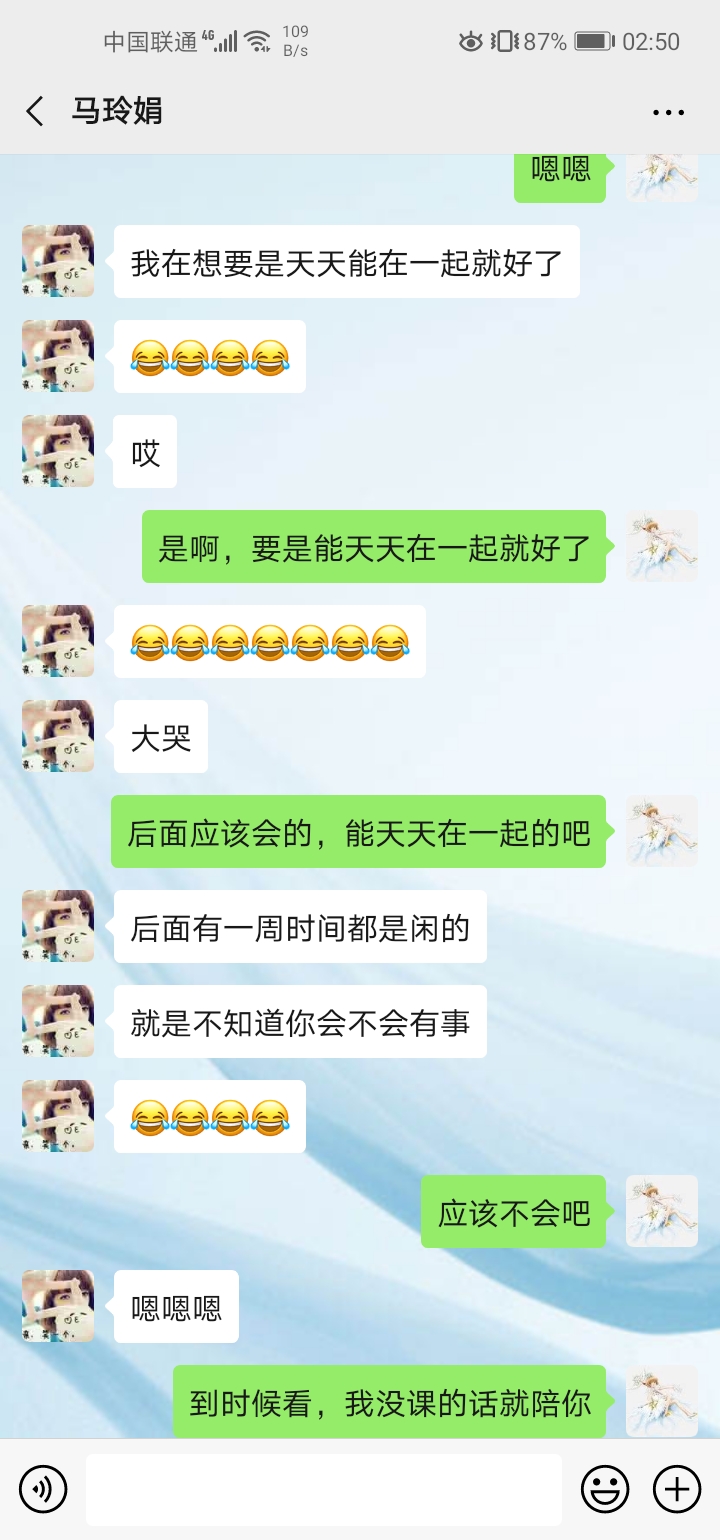 中国联通 4G 109 B/s 87% 02:50
马玲娟
嗯嗯
我在想要是天天能在一起就好了
😂😂😂😂
哎
是啊，要是能天天在一起就好了
😂😂😂😂😂😂😂
大哭
后面应该会的，能天天在一起的吧
后面有一周时间都是闲的
就是不知道你会不会有事
😂😂😂😂
应该不会吧
嗯嗯嗯
到时候看，我没课的话就陪你